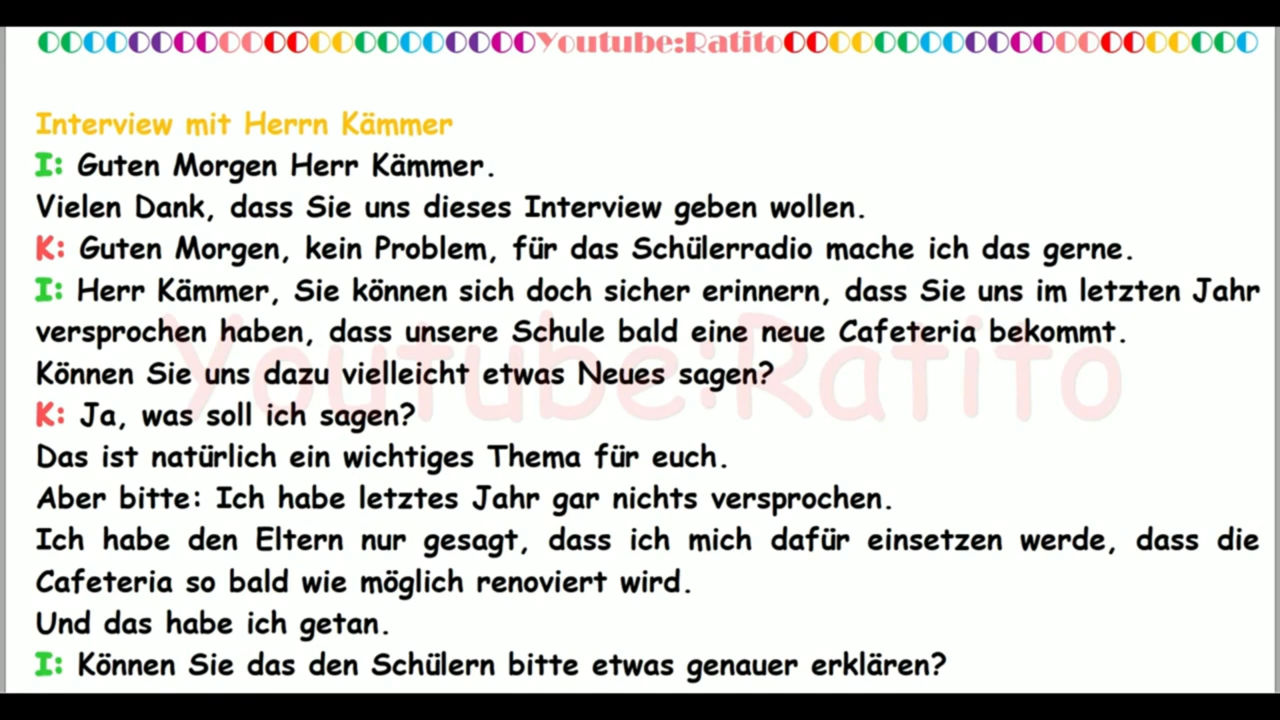 Youtube:Ratito
Interview mit Herrn Kämmer
I: Guten Morgen Herr Kämmer.
Vielen Dank, dass Sie uns dieses Interview geben wollen.
K: Guten Morgen, kein Problem, für das Schülerradio mache ich das gerne.
I: Herr Kämmer, Sie können sich doch sicher erinnern, dass Sie uns im letzten Jahr
versprochen haben, dass unsere Schule bald eine neue Cafeteria bekommt.
Können Sie uns dazu vielleicht etwas Neues sagen?
Youtube:Ratito
K: Ja, was soll ich sagen?
Das ist natürlich ein wichtiges Thema für euch.
Aber bitte: Ich habe letztes Jahr gar nichts versprochen.
Ich habe den Eltern nur gesagt, dass ich mich dafür einsetzen werde, dass die
Cafeteria so bald wie möglich renoviert wird.
Und das habe ich getan.
I: Können Sie das den Schülern bitte etwas genauer erklären?